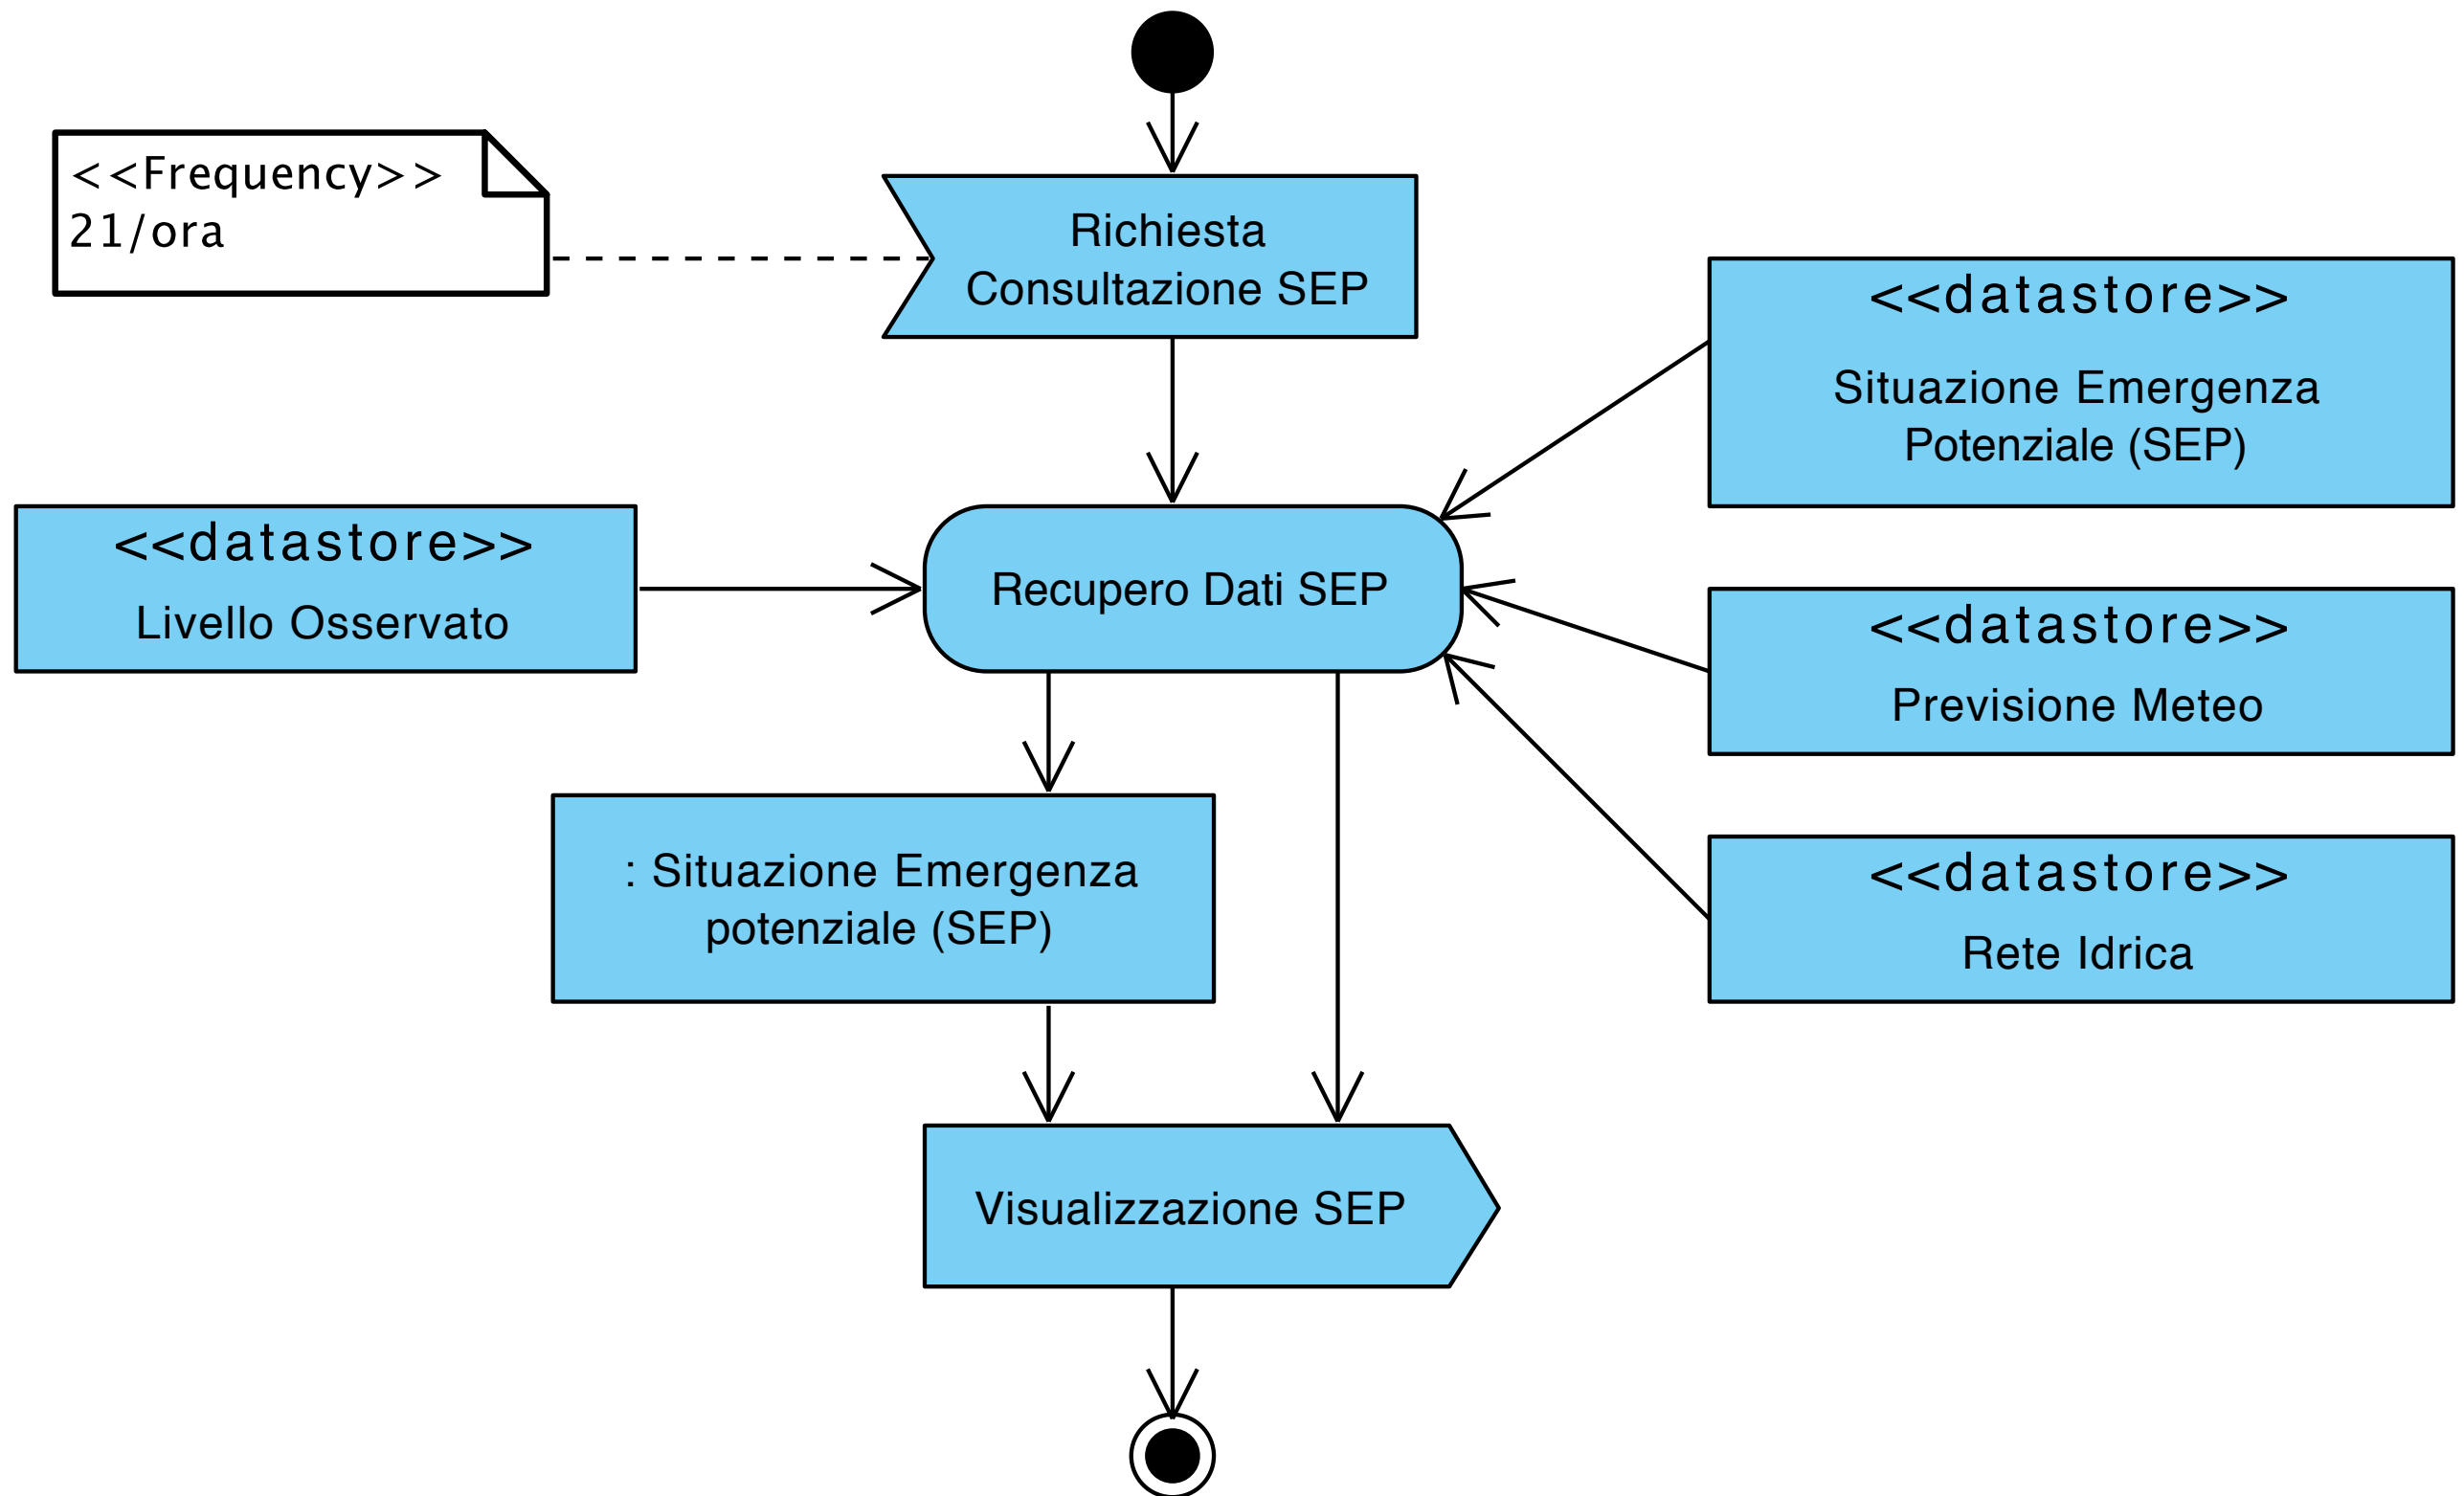 <<Frequency>>
21/ora
Richiesta
Consultazione SEP
<<datastore>>
Situazione Emergenza
Potenziale (SEP)
<<datastore>>
Livello Osservato
Recupero Dati SEP
<<datastore>>
Previsione Meteo
: Situazione Emergenza
potenziale (SEP)
<<datastore>>
Rete Idrica
Visualizzazione SEP